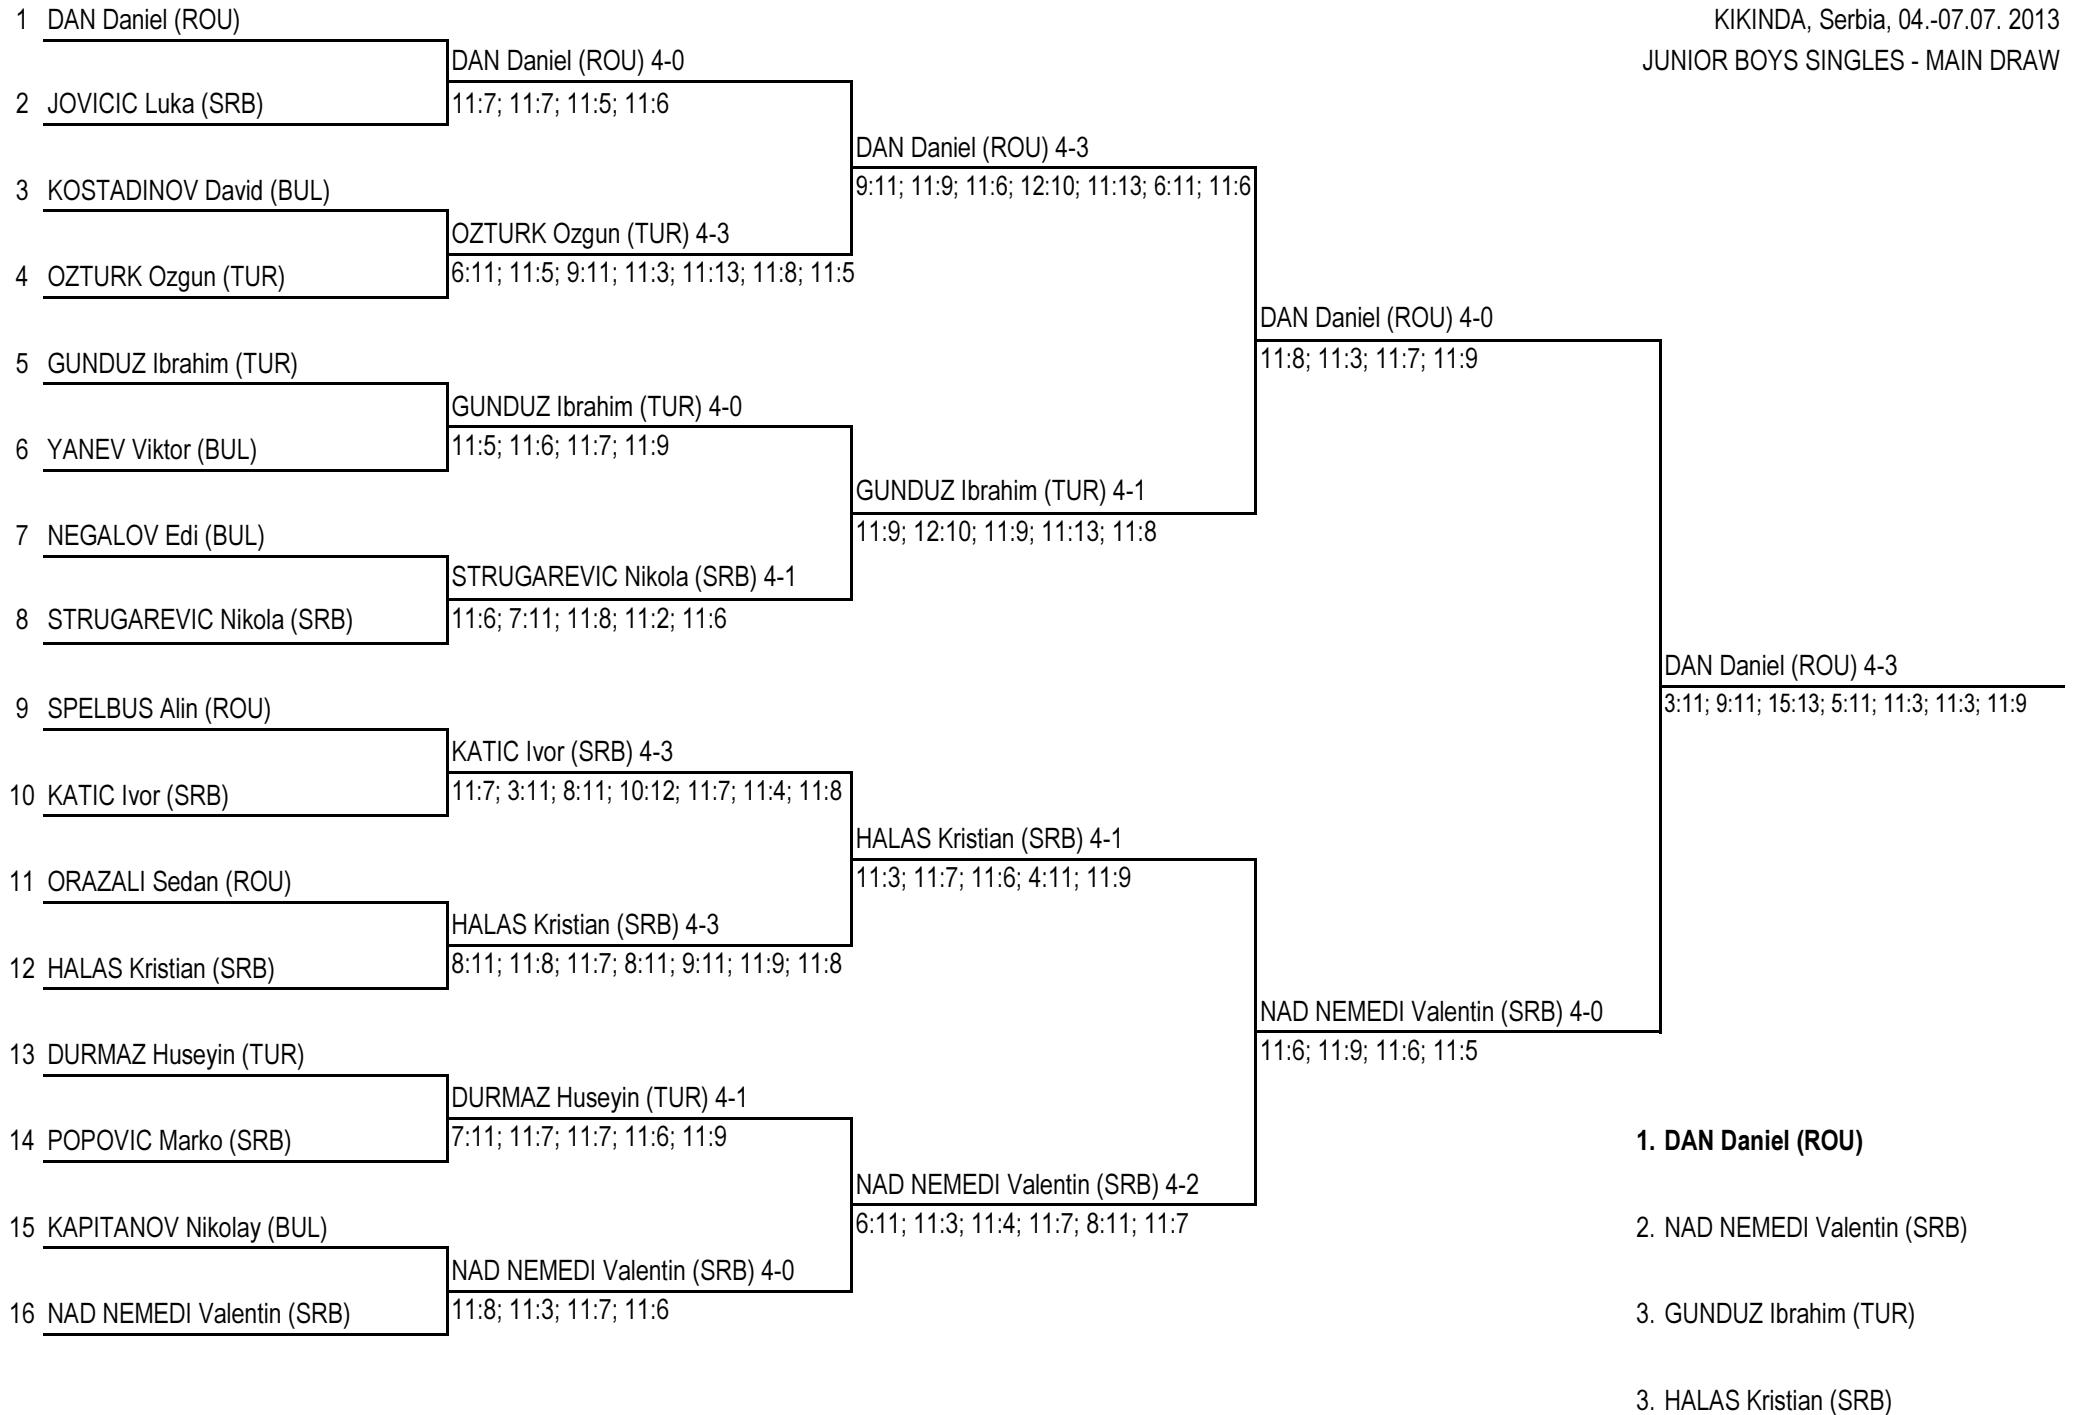 1 DAN Daniel (ROU)
KIKINDA, Serbia, 04.-07.07. 2013
DAN Daniel (ROU) 4-0
JUNIOR BOYS SINGLES - MAIN DRAW
2 JOVICIC Luka (SRB)
11:7; 11:7; 11:5; 11:6
DAN Daniel (ROU) 4-3
3 KOSTADINOV David (BUL)
9:11; 11:9; 11:6; 12:10; 11:13; 6:11; 11:6
OZTURK Ozgun (TUR) 4-3
4 OZTURK Ozgun (TUR)
6:11; 11:5; 9:11; 11:3; 11:13; 11:8; 11:5
DAN Daniel (ROU) 4-0
5 GUNDUZ Ibrahim (TUR)
11:8; 11:3; 11:7; 11:9
GUNDUZ Ibrahim (TUR) 4-0
6 YANEV Viktor (BUL)
11:5; 11:6; 11:7; 11:9
GUNDUZ Ibrahim (TUR) 4-1
7 NEGALOV Edi (BUL)
11:9; 12:10; 11:9; 11:13; 11:8
STRUGAREVIC Nikola (SRB) 4-1
8 STRUGAREVIC Nikola (SRB)
11:6; 7:11; 11:8; 11:2; 11:6
DAN Daniel (ROU) 4-3
9 SPELBUS Alin (ROU)
3:11; 9:11; 15:13; 5:11; 11:3; 11:3; 11:9
KATIC Ivor (SRB) 4-3
10 KATIC Ivor (SRB)
11:7; 3:11; 8:11; 10:12; 11:7; 11:4; 11:8
HALAS Kristian (SRB) 4-1
11 ORAZALI Sedan (ROU)
11:3; 11:7; 11:6; 4:11; 11:9
HALAS Kristian (SRB) 4-3
12 HALAS Kristian (SRB)
8:11; 11:8; 11:7; 8:11; 9:11; 11:9; 11:8
NAD NEMEDI Valentin (SRB) 4-0
13 DURMAZ Huseyin (TUR)
11:6; 11:9; 11:6; 11:5
DURMAZ Huseyin (TUR) 4-1
14 POPOVIC Marko (SRB)
7:11; 11:7; 11:7; 11:6; 11:9
1. DAN Daniel (ROU)
NAD NEMEDI Valentin (SRB) 4-2
15 KAPITANOV Nikolay (BUL)
6:11; 11:3; 11:4; 11:7; 8:11; 11:7
2. NAD NEMEDI Valentin (SRB)
NAD NEMEDI Valentin (SRB) 4-0
16 NAD NEMEDI Valentin (SRB)
11:8; 11:3; 11:7; 11:6
3. GUNDUZ Ibrahim (TUR)
3. HALAS Kristian (SRB)